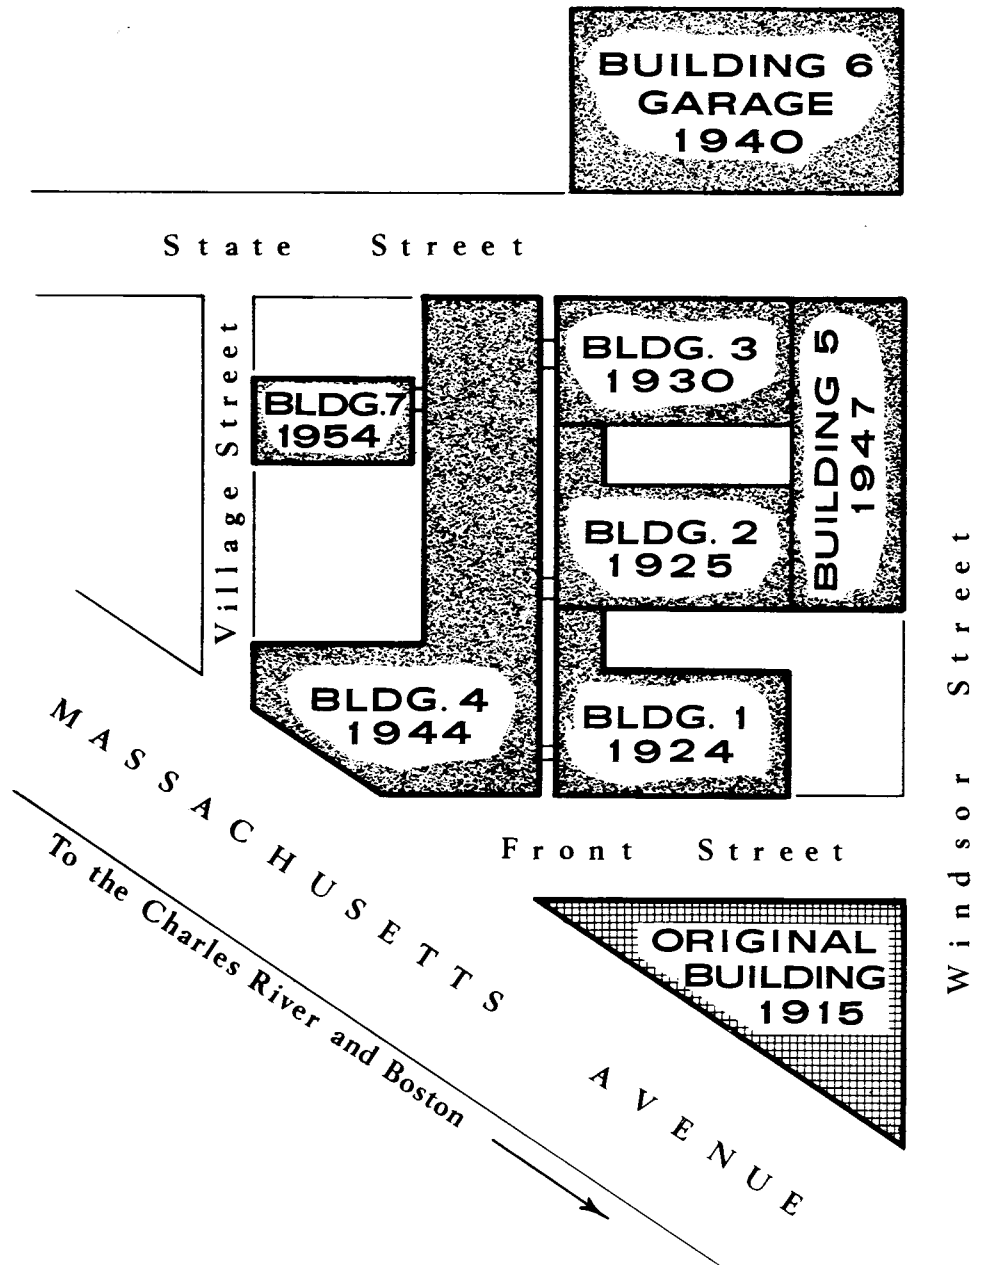 BUILDING 6
GARAGE
1940
State Street
Village Street
BLDG. 3
1930
BUILDING 5
1947
BLDG.7
1954
BLDG. 2
1925
BLDG. 4
1944
BLDG. 1
1924
Windsor Street
MASSACHUSETTS AVENUE
Front Street
To the Charles River and Boston
ORIGINAL
BUILDING
1915